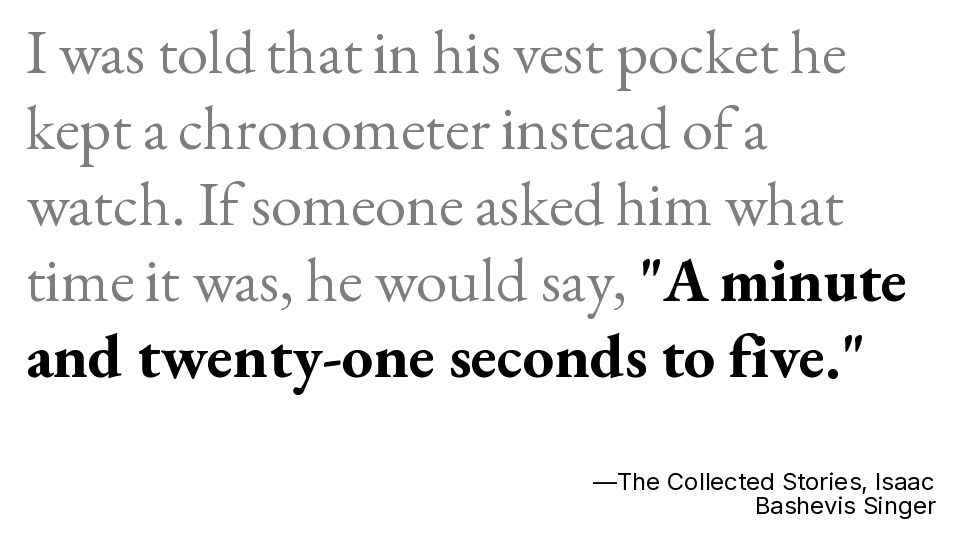 I was told that in his vest pocket he
kept a chronometer instead of a
watch. If someone asked him what
time it was, he would say, "A minute
and twenty-one seconds to five."
—The Collected Stories, Isaac
Bashevis Singer